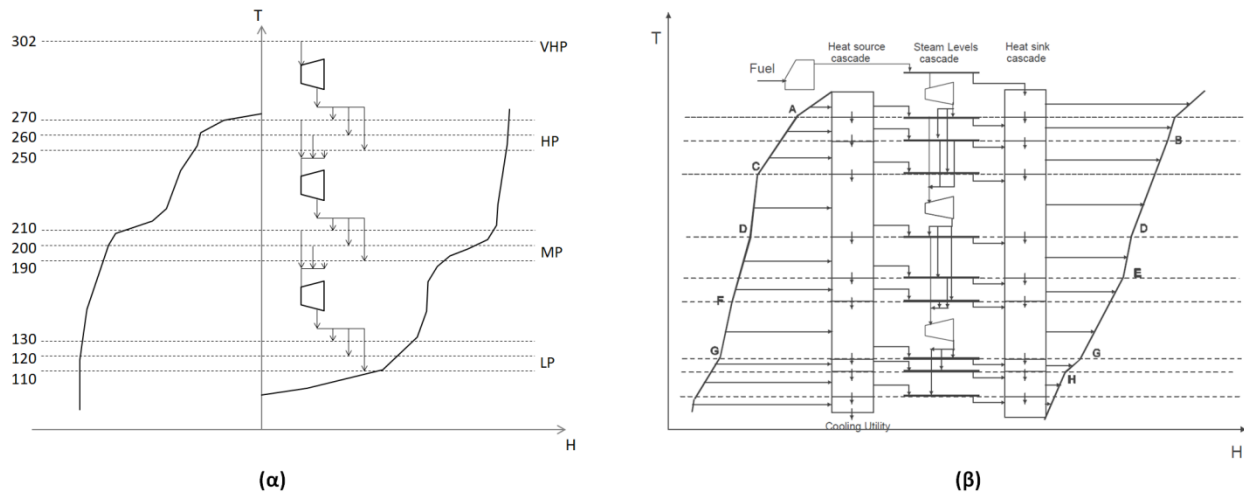 T
302
VHP
270
260
HP
250
210
200
MP
190
130
120
LP
110
H
(α)
T
Heat source
cascade
Steam Levels
cascade
Heat sink
cascade
Fuel
A
B
C
D
D
E
F
G
G
H
Cooling Utility
H
(β)